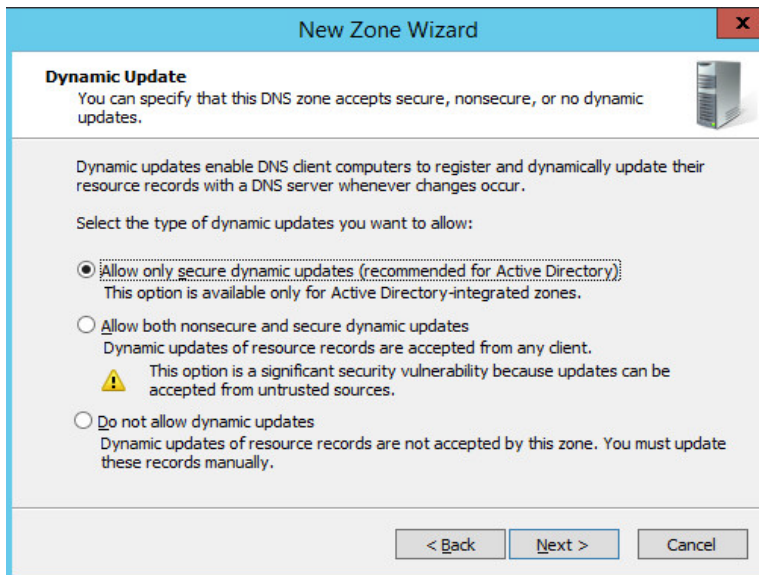 New Zone Wizard
x
Dynamic Update
You can specify that this DNS zone accepts secure, nonsecure, or no dynamic
updates.
Dynamic updates enable DNS client computers to register and dynamically update their
resource records with a DNS server whenever changes occur.
Select the type of dynamic updates you want to allow:
Allow only secure dynamic updates (recommended for Active Directory)
This option is available only for Active Directory-integrated zones.
Allow both nonsecure and secure dynamic updates
Dynamic updates of resource records are accepted from any client.
This option is a significant security vulnerability because updates can be
accepted from untrusted sources.
Do not allow dynamic updates
Dynamic updates of resource records are not accepted by this zone. You must update
these records manually.
< Back Next > Cancel